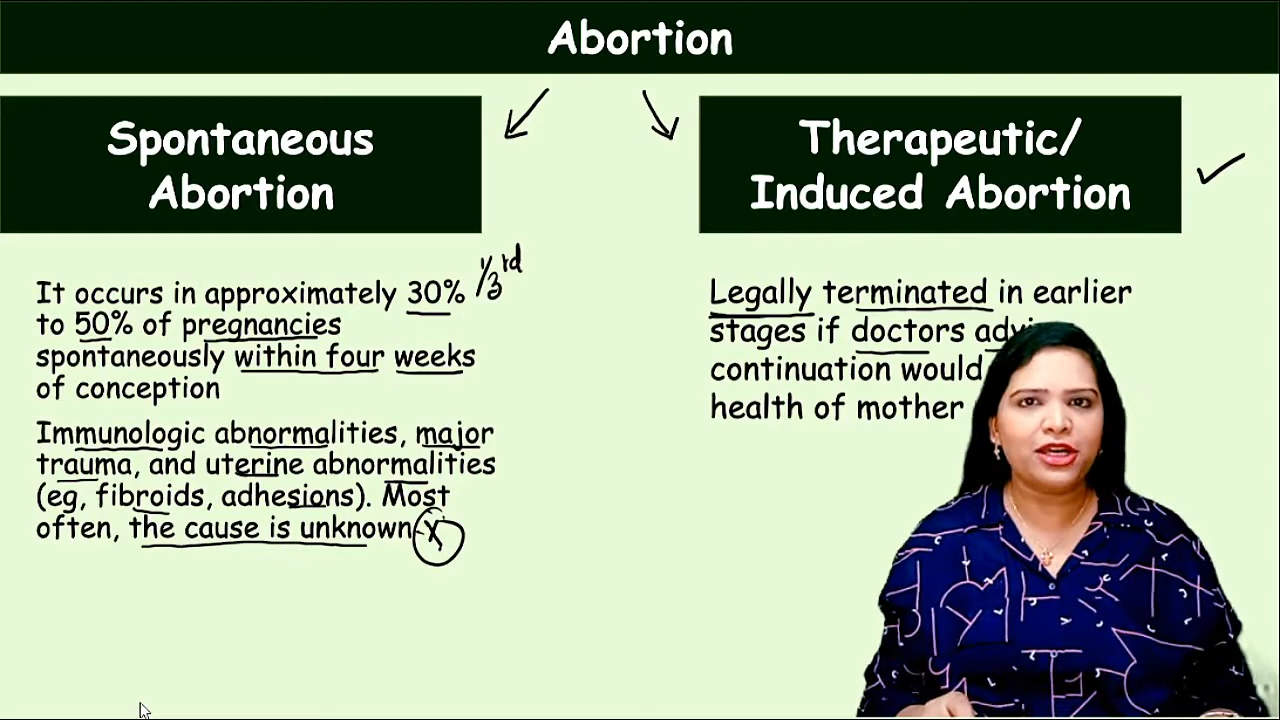 Abortion
Spontaneous
Abortion
It occurs in approximately 30% 1/3rd
to 50% of pregnancies
spontaneously within four weeks
of conception
Immunologic abnormalities, major
trauma, and uterine abnormalities
(eg, fibroids, adhesions). Most
often, the cause is unknown X
Therapeutic/
Induced Abortion
Legally terminated in earlier
stages if doctors
continuation would
health of mother